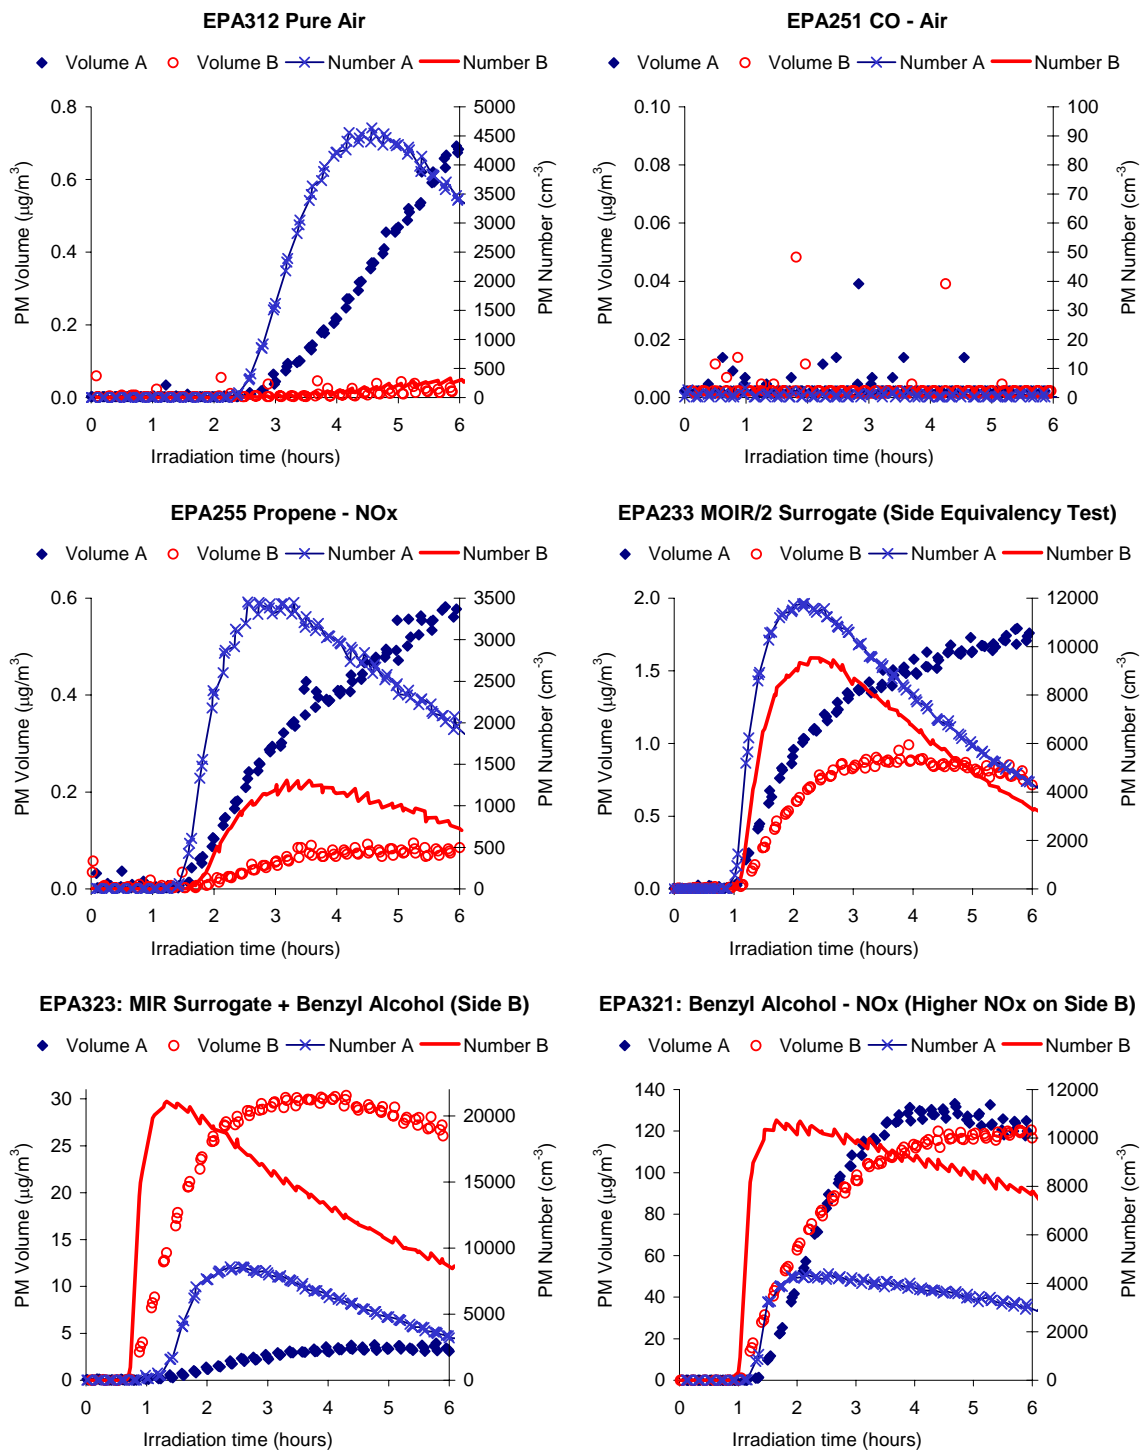 EPA312 Pure Air
Volume A Volume B Number A Number B
0.8
0.6
0.4
0.2
0.0
PM Volume (μg/m³)
5000
4500
4000
3500
3000
2500
2000
1500
1000
500
0
PM Number (cm⁻³)
0 1 2 3 4 5 6
Irradiation time (hours)
EPA251 CO - Air
Volume A Volume B Number A Number B
0.10
0.08
0.06
0.04
0.02
0.00
PM Volume (μg/m³)
100
90
80
70
60
50
40
30
20
10
0
PM Number (cm⁻³)
0 1 2 3 4 5 6
Irradiation time (hours)
EPA255 Propene - NOx
Volume A Volume B Number A Number B
0.6
0.4
0.2
0.0
PM Volume (μg/m³)
3500
3000
2500
2000
1500
1000
500
0
PM Number (cm⁻³)
0 1 2 3 4 5 6
Irradiation time (hours)
EPA233 MOIR/2 Surrogate (Side Equivalency Test)
Volume A Volume B Number A Number B
2.0
1.5
1.0
0.5
0.0
PM Volume (μg/m³)
12000
10000
8000
6000
4000
2000
0
PM Number (cm⁻³)
0 1 2 3 4 5 6
Irradiation time (hours)
EPA323: MIR Surrogate + Benzyl Alcohol (Side B)
Volume A Volume B Number A Number B
30
25
20
15
10
5
0
PM Volume (μg/m³)
20000
15000
10000
5000
0
PM Number (cm⁻³)
0 1 2 3 4 5 6
Irradiation time (hours)
EPA321: Benzyl Alcohol - NOx (Higher NOx on Side B)
Volume A Volume B Number A Number B
140
120
100
80
60
40
20
0
PM Volume (μg/m³)
12000
10000
8000
6000
4000
2000
0
PM Number (cm⁻³)
0 1 2 3 4 5 6
Irradiation time (hours)